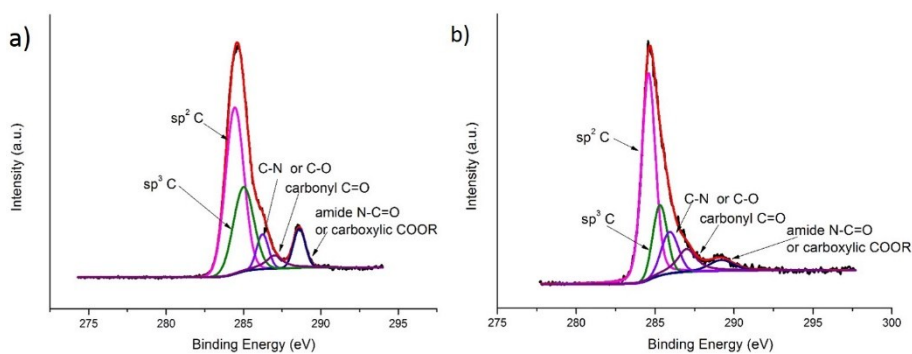 a)
Intensity (a.u.)
sp² C
sp³ C
C-N or C-O
carbonyl C=O
amide N-C=O
or carboxylic COOR
275 280 285 290 295
Binding Energy (eV)
b)
Intensity (a.u.)
sp² C
sp³ C
C-N or C-O
carbonyl C=O
amide N-C=O
or carboxylic COOR
275 280 285 290 295 300
Binding Energy (eV)